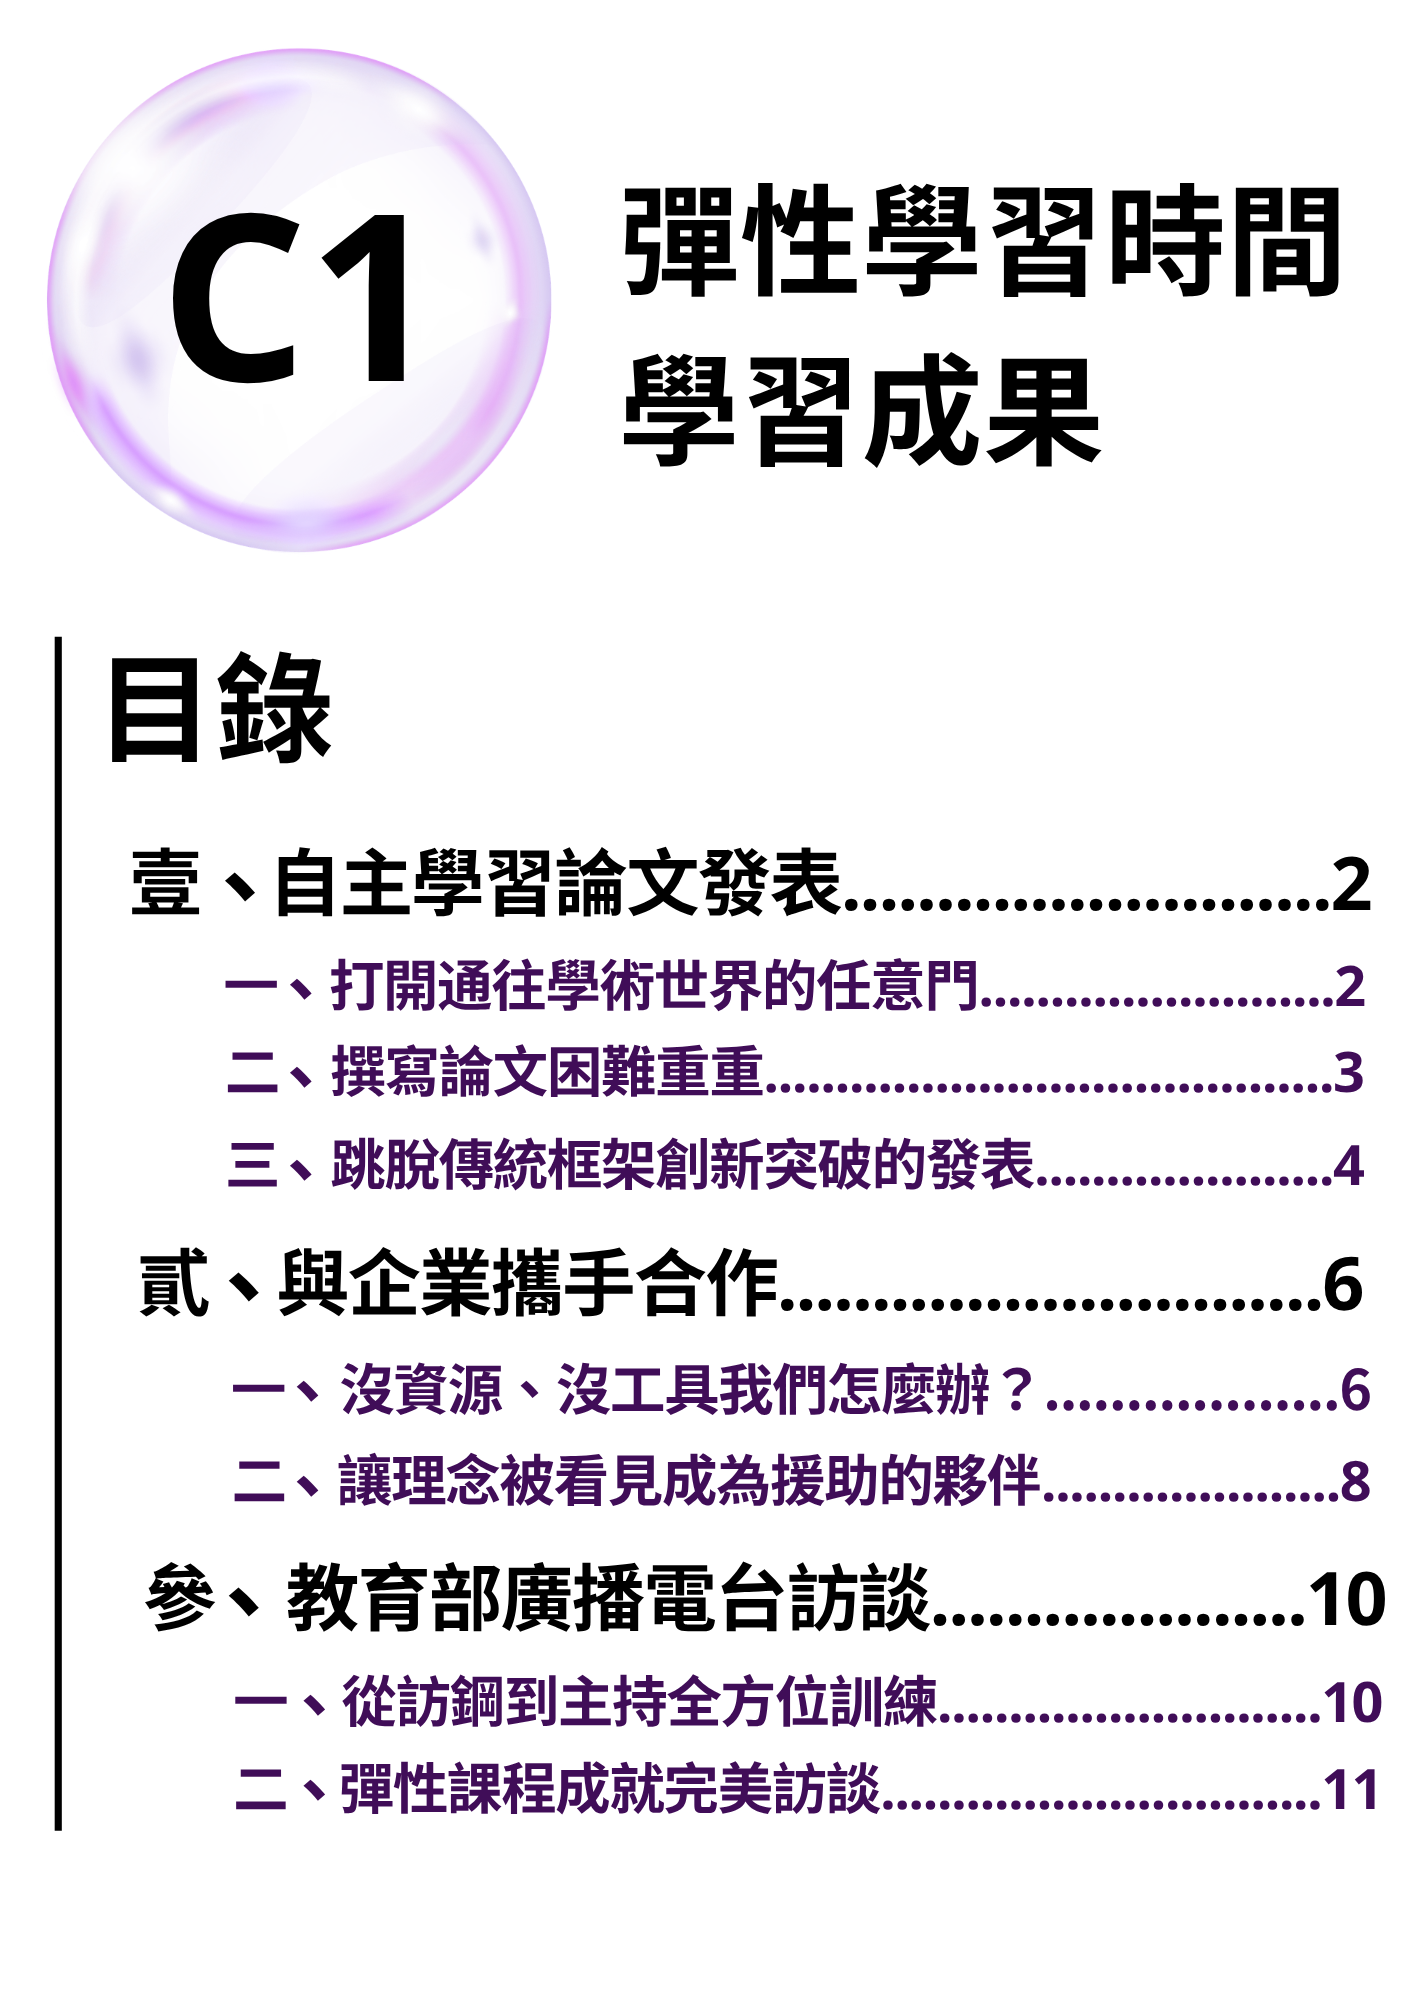 C1
彈性學習時間
學習成果
目錄
壹、自主學習論文發表..........................2
一、打開通往學術世界的任意門.........................2
二、撰寫論文困難重重........................................3
三、跳脫傳統框架創新突破的發表.....................4
貳、與企業攜手合作.............................6
一、沒資源、沒工具我們怎麼辦？..................6
二、讓理念被看見成為援助的夥伴.....................8
參、教育部廣播電台訪談....................10
一、從訪鋼到主持全方位訓練...........................10
二、彈性課程成就完美訪談...............................11